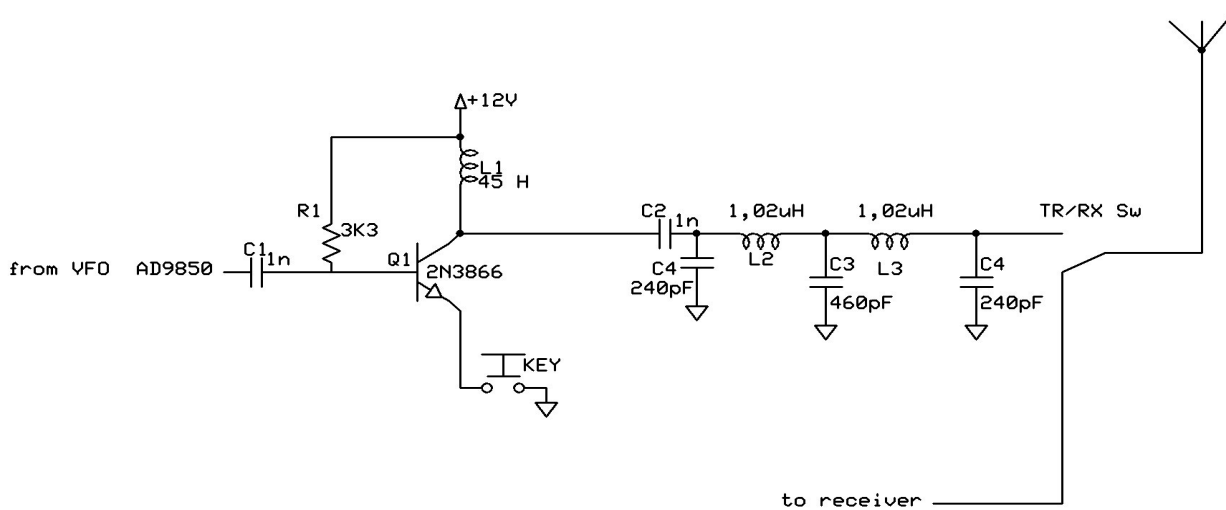 +12V
L1
45 H
R1
3K3
C1
1n
from VFO AD9850
Q1
2N3866
KEY
C2
1n
C4
240pF
1,02uH
L2
C3
460pF
1,02uH
L3
C4
240pF
TR/RX Sw
to receiver